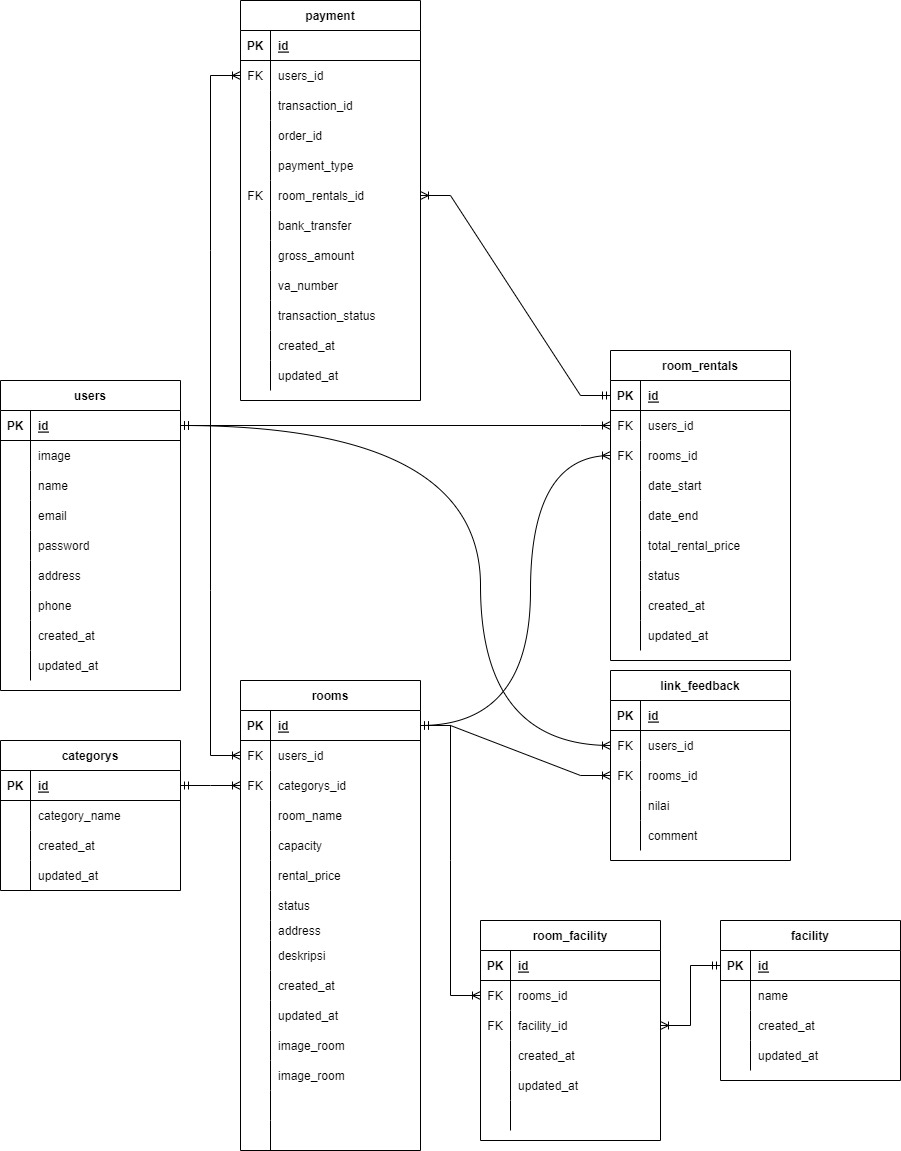 payment
PK id
FK users_id
transaction_id
order_id
payment_type
FK room_rentals_id
bank_transfer
gross_amount
va_number
transaction_status
created_at
updated_at
room_rentals
PK id
FK users_id
FK rooms_id
date_start
date_end
total_rental_price
status
created_at
updated_at
users
PK id
image
name
email
password
address
phone
created_at
updated_at
link_feedback
PK id
FK users_id
FK rooms_id
nilai
comment
rooms
PK id
FK users_id
FK categorys_id
room_name
capacity
rental_price
status
address
deskripsi
created_at
updated_at
image_room
image_room
categorys
PK id
category_name
created_at
updated_at
room_facility
PK id
FK rooms_id
FK facility_id
created_at
updated_at
facility
PK id
name
created_at
updated_at